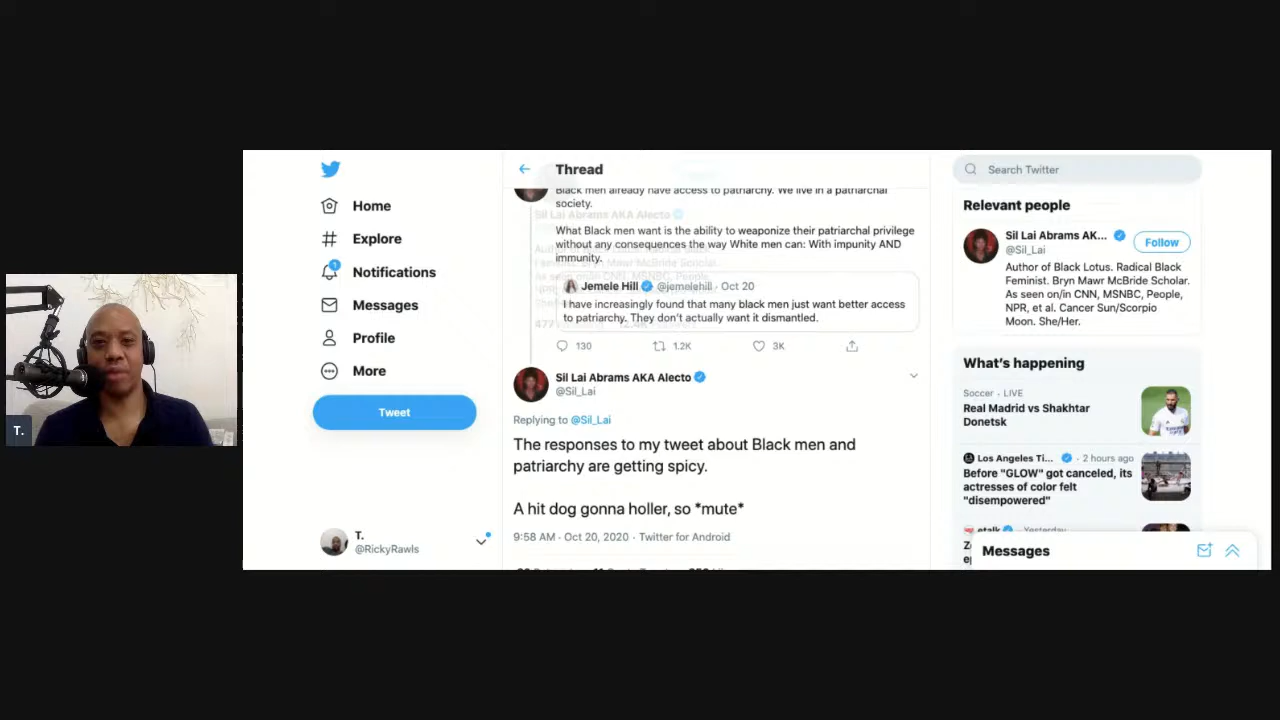 Home
Explore
1
Notifications
Messages
Profile
More
Tweet
T.
@RickyRawls
T.
Thread
Black men already have access to patriarchy. We live in a patriarchal
society.
Sil Lai Abrams AKA Alecto
What Black men want is the ability to weaponize their patriarchal privilege
without any consequences the way White men can: With impunity AND
immunity.
Jemele Hill @jemelehill · Oct 20
I have increasingly found that many black men just want better access
to patriarchy. They don't actually want it dismantled.
130 1.2K 3K
Sil Lai Abrams AKA Alecto
@Sil_Lai
Replying to @Sil_Lai
The responses to my tweet about Black men and
patriarchy are getting spicy.
A hit dog gonna holler, so *mute*
9:58 AM · Oct 20, 2020 · Twitter for Android
Search Twitter
Relevant people
Sil Lai Abrams AK...
@Sil_Lai
Follow
Author of Black Lotus. Radical Black
Feminist. Bryn Mawr McBride Scholar.
As seen on/in CNN, MSNBC, People,
NPR, et al. Cancer Sun/Scorpio
Moon. She/Her.
What's happening
Soccer · LIVE
Real Madrid vs Shakhtar
Donetsk
Los Angeles Ti... · 2 hours ago
Before "GLOW" got canceled, its
actresses of color felt
"disempowered"
etalk · Yesterday
Messages